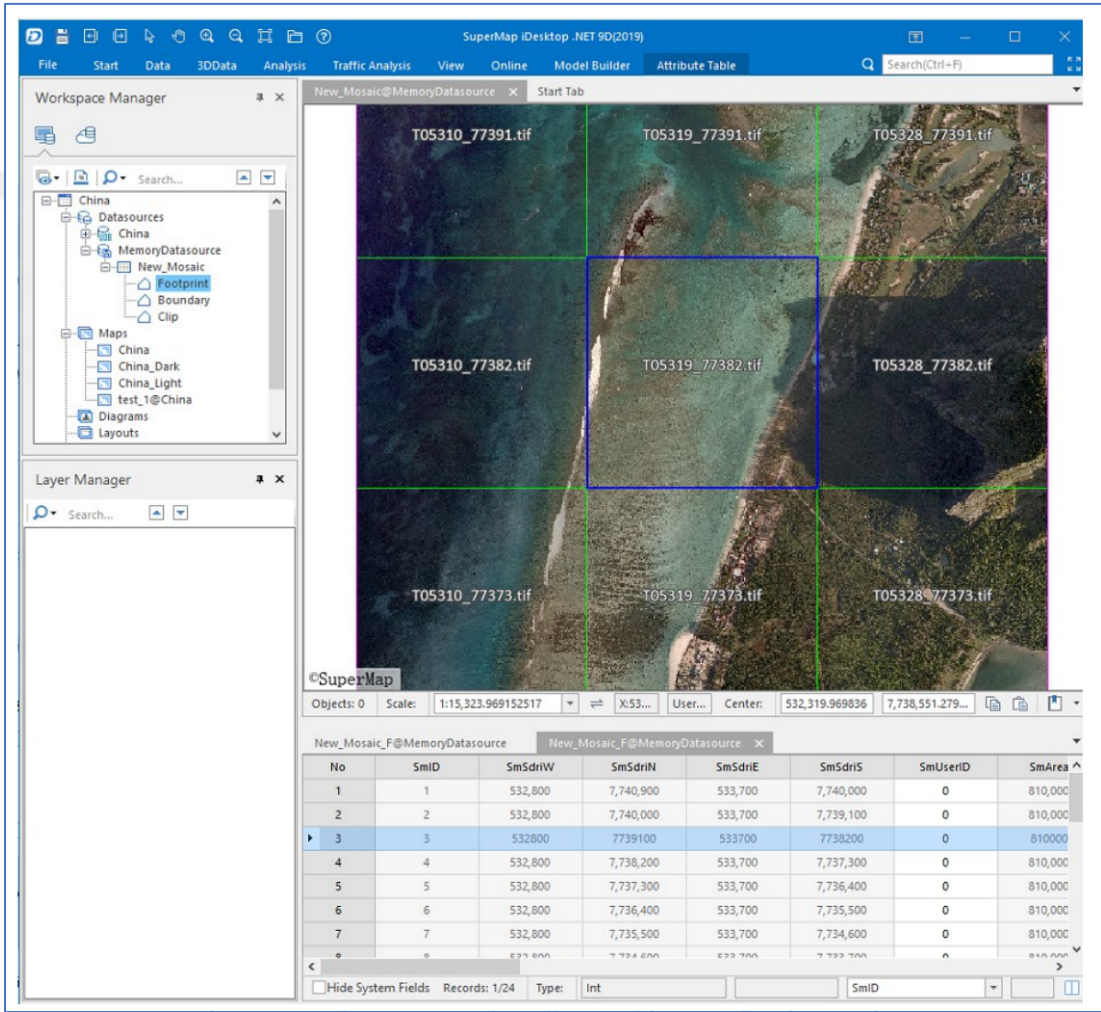 SuperMap iDesktop .NET 9D(2019)
File Start Data 3DData Analysis Traffic Analysis View Online Model Builder Attribute Table Search(Ctrl+F)
Workspace Manager
Search...
China
Datasources
China
MemoryDatasource
New_Mosaic
Footprint
Boundary
Clip
Maps
China
China_Dark
China_Light
test_1@China
Diagrams
Layouts
Layer Manager
Search...
New_Mosaic@MemoryDatasource Start Tab
T05310_77391.tif T05319_77391.tif T05328_77391.tif
T05310_77382.tif T05319_77382.tif T05328_77382.tif
T05310_77373.tif T05319_77373.tif T05328_77373.tif
©SuperMap
Objects: 0 Scale: 1:15,323.969152517 X:53... User... Center: 532,319.969836 7,738,551.279...
New_Mosaic_F@MemoryDatasource New_Mosaic_F@MemoryDatasource
No SmID SmSdriW SmSdriN SmSdriE SmSdriS SmUserID SmArea
1 1 532,800 7,740,900 533,700 7,740,000 0 810,000
2 2 532,800 7,740,000 533,700 7,739,100 0 810,000
3 3 532800 7739100 533700 7738200 0 810000
4 4 532,800 7,738,200 533,700 7,737,300 0 810,000
5 5 532,800 7,737,300 533,700 7,736,400 0 810,000
6 6 532,800 7,736,400 533,700 7,735,500 0 810,000
7 7 532,800 7,735,500 533,700 7,734,600 0 810,000
Hide System Fields Records: 1/24 Type: Int SmID